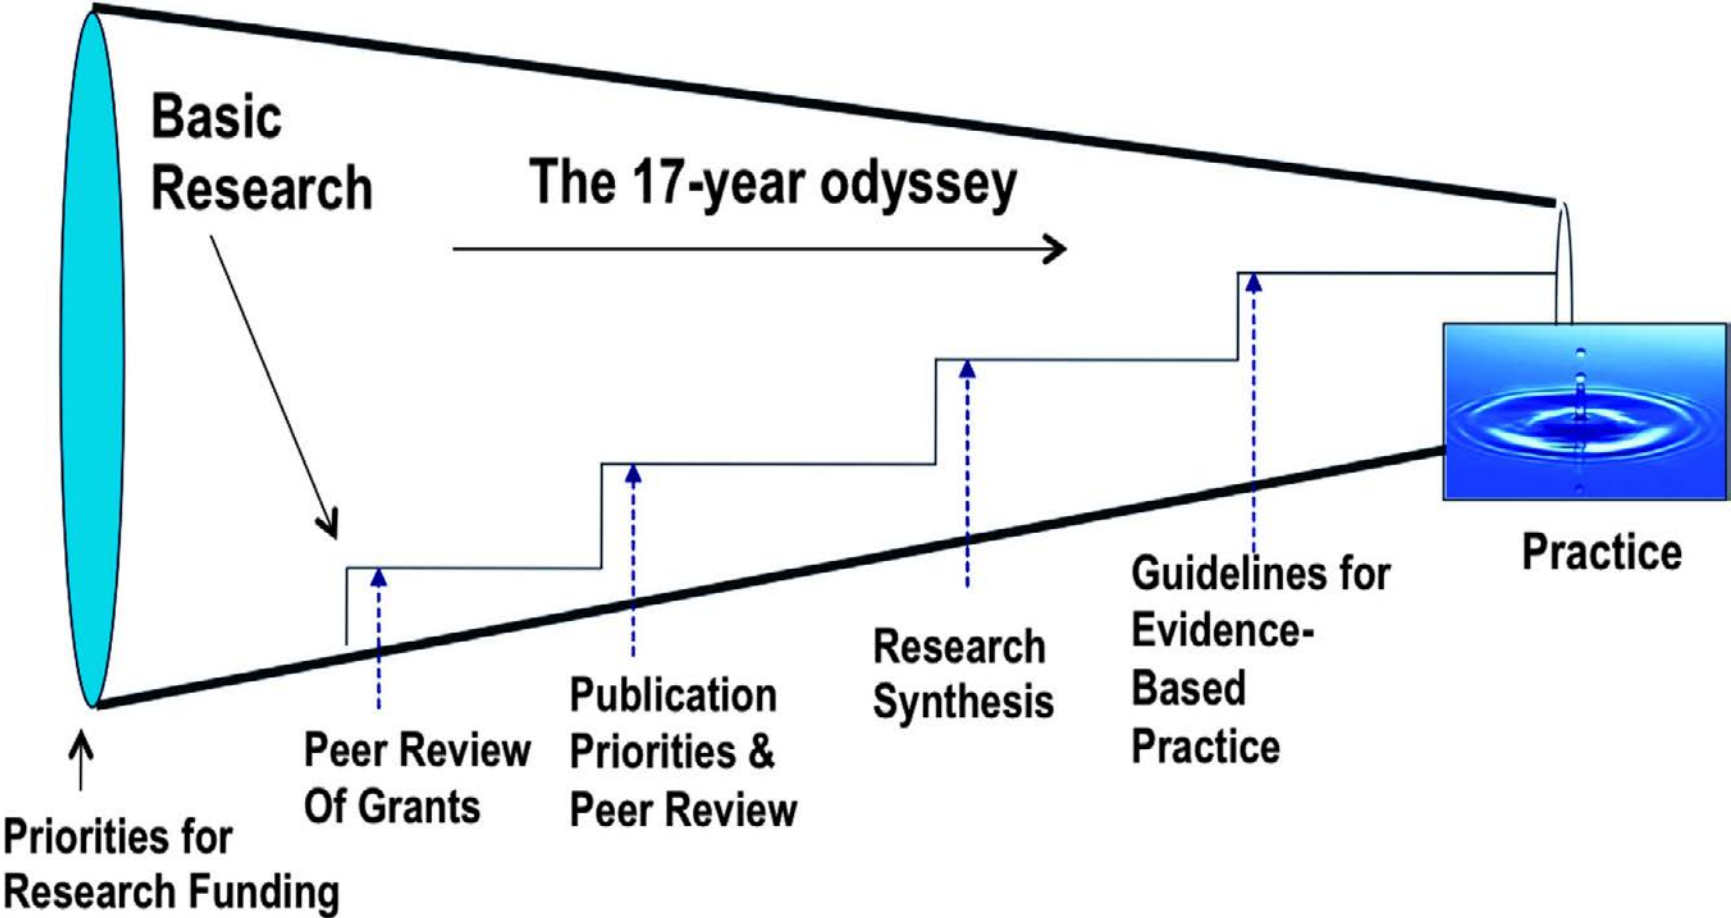 Basic
Research
The 17-year odyssey
Priorities for
Research Funding
Peer Review
Of Grants
Publication
Priorities &
Peer Review
Research
Synthesis
Guidelines for
Evidence-
Based
Practice
Practice